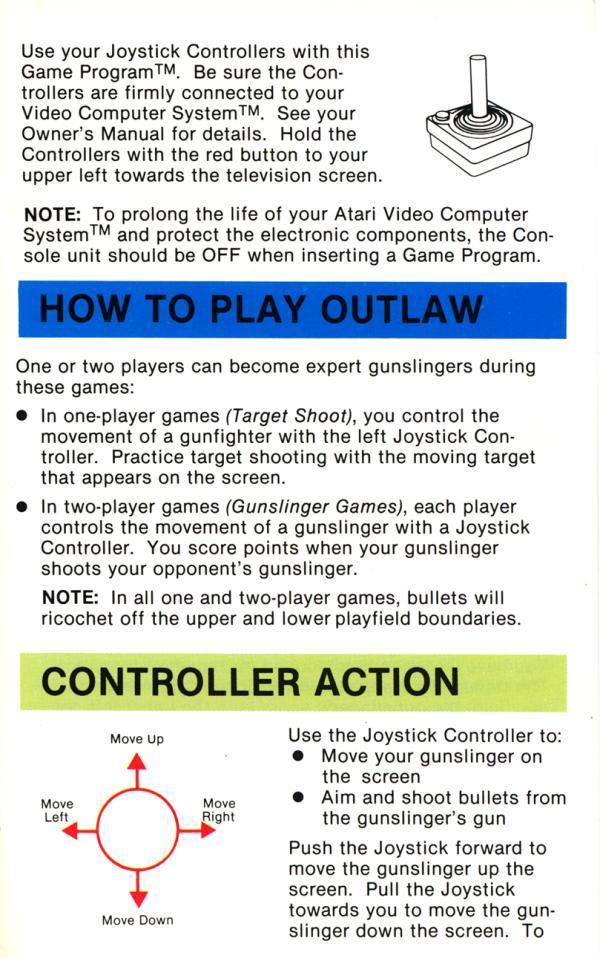 Use your Joystick Controllers with this
Game Program™. Be sure the Con-
trollers are firmly connected to your
Video Computer System™. See your
Owner's Manual for details. Hold the
Controllers with the red button to your
upper left towards the television screen.
NOTE: To prolong the life of your Atari Video Computer
System™ and protect the electronic components, the Con-
sole unit should be OFF when inserting a Game Program.
HOW TO PLAY OUTLAW
One or two players can become expert gunslingers during
these games:
● In one-player games (Target Shoot), you control the
movement of a gunfighter with the left Joystick Con-
troller. Practice target shooting with the moving target
that appears on the screen.
● In two-player games (Gunslinger Games), each player
controls the movement of a gunslinger with a Joystick
Controller. You score points when your gunslinger
shoots your opponent's gunslinger.
NOTE: In all one and two-player games, bullets will
ricochet off the upper and lower playfield boundaries.
CONTROLLER ACTION
Move Up
Move
Left
Move
Right
Move Down
Use the Joystick Controller to:
● Move your gunslinger on
the screen
● Aim and shoot bullets from
the gunslinger's gun
Push the Joystick forward to
move the gunslinger up the
screen. Pull the Joystick
towards you to move the gun-
slinger down the screen. To